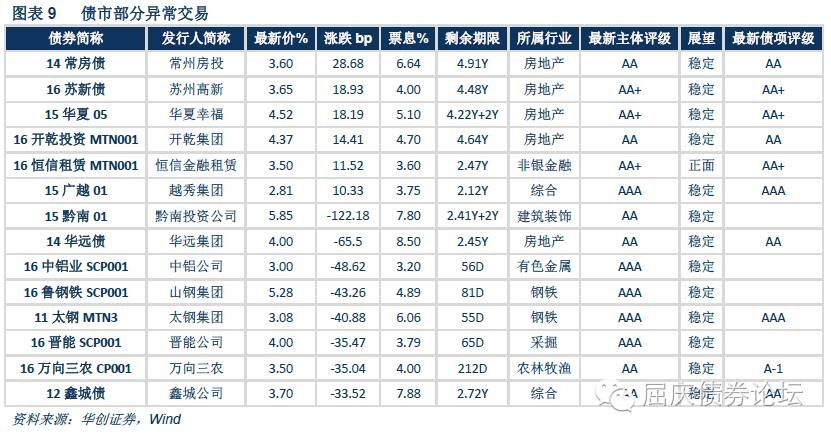 图表 9 债市部分异常交易
债券简称 发行人简称 最新价% 涨跌 bp 票息% 剩余期限 所属行业 最新主体评级 展望 最新债项评级
14 常房债 常州房投 3.60 28.68 6.64 4.91Y 房地产 AA 稳定 AA
16 苏新债 苏州高新 3.65 18.93 4.00 4.48Y 房地产 AA+ 稳定 AA+
15 华夏 05 华夏幸福 4.52 18.19 5.10 4.22Y+2Y 房地产 AA+ 稳定 AA+
16 开乾投资 MTN001 开乾集团 4.37 14.41 4.70 4.64Y 房地产 AA 稳定 AA
16 恒信租赁 MTN001 恒信金融租赁 3.50 11.52 3.60 2.47Y 非银金融 AA+ 正面 AA+
15 广越 01 越秀集团 2.81 10.33 3.75 2.12Y 综合 AAA 稳定 AAA
15 黔南 01 黔南投资公司 5.85 -122.18 7.80 2.41Y+2Y 建筑装饰 AA 稳定
14 华远债 华远集团 4.00 -65.5 8.50 2.45Y 房地产 AA 稳定 AA
16 中铝业 SCP001 中铝公司 3.00 -48.62 3.20 56D 有色金属 AAA 稳定
16 鲁钢铁 SCP001 山钢集团 5.28 -43.26 4.89 81D 钢铁 AAA 稳定
11 太钢 MTN3 太钢集团 3.08 -40.88 6.06 55D 钢铁 AAA 稳定 AAA
16 晋能 SCP001 晋能公司 4.00 -35.47 3.79 65D 采掘 AAA 稳定
16 万向三农 CP001 万向三农 3.50 -35.04 4.00 212D 农林牧渔 AA 稳定 A-1
12 鑫城债 鑫城公司 3.70 -33.52 7.88 2.72Y 综合 AA 稳定 AA
屈庆债券论坛
资料来源：华创证券，Wind